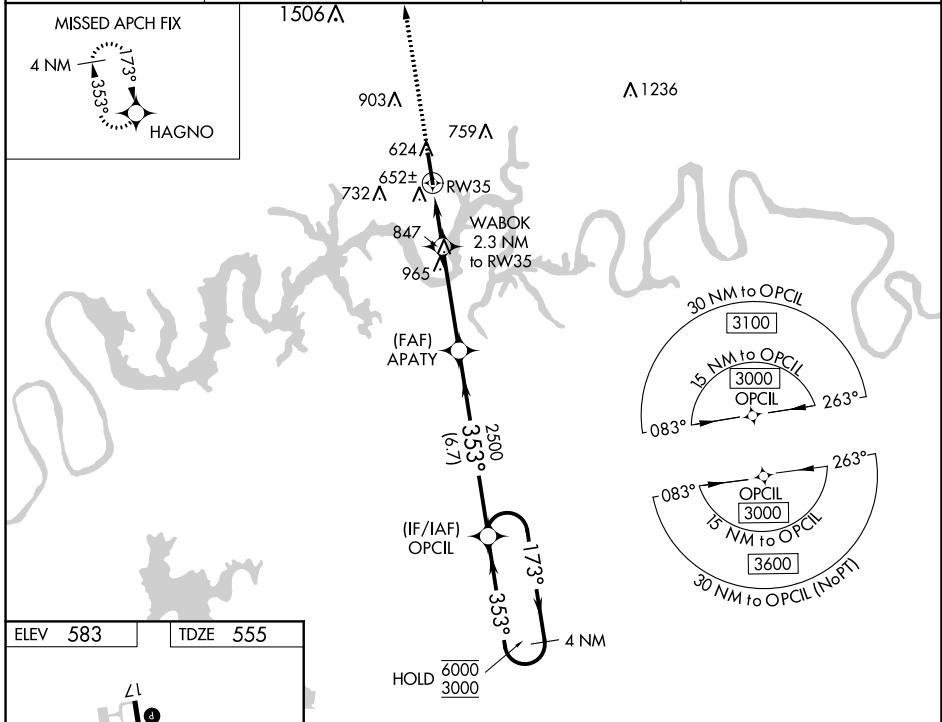 MISSED APCH FIX
4 NM
173°
353°
HAGNO
1506
903
1236
759
624
652±
RW35
732
847
WABOK
2.3 NM
to RW35
965
(FAF)
APATY
2500
353°
(6.7)
(IF/IAF)
OPCIL
173°
353°
4 NM
HOLD
6000
3000
30 NM to OPCIL
3100
15 NM to OPCIL
3000
OPCIL
083°
263°
083°
263°
OPCIL
3000
15 NM to OPCIL
3600
30 NM to OPCIL (NoPT)
ELEV 583
TDZE 555
17
P